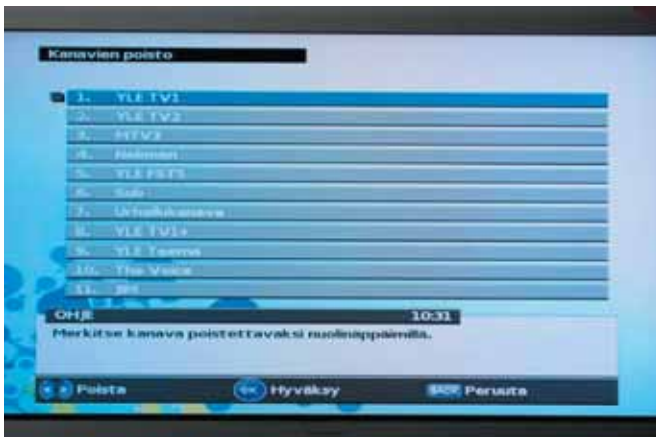 Kanavien poisto
1. YLE TV1
2. YLE TV2
3. MTV3
4. Nelonen
5. YLE FST5
6. Sub
7. Urheilukanava
8. YLE TV1+
9. YLE Teema
10. The Voice
11. JIM
OHJE 10:31
Merkitse kanava poistettavaksi nuolinäppäimillä.
Poista OK Hyväksy BACK Peruuta